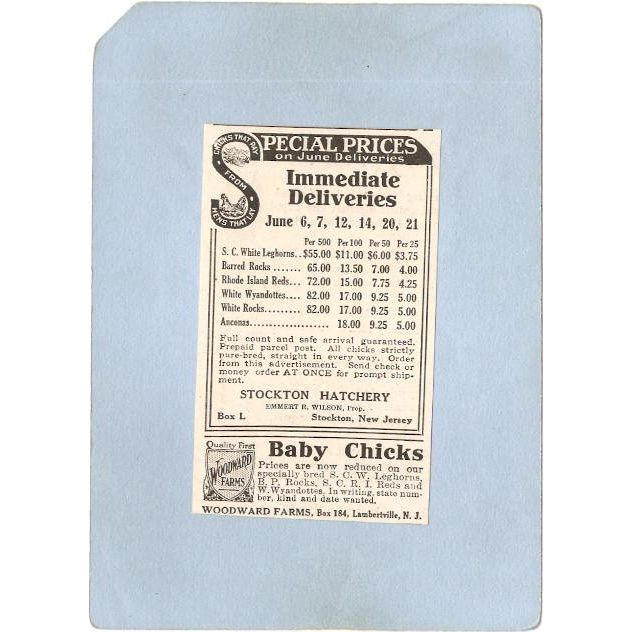 SPECIAL PRICES
on June Deliveries
CHICKS THAT PAY
FROM
HENS THAT LAY
Immediate
Deliveries
June 6, 7, 12, 14, 20, 21
Per 500 Per 100 Per 50 Per 25
S. C. White Leghorns..$55.00 $11.00 $6.00 $3.75
Barred Rocks ....... 65.00 13.50 7.00 4.00
Rhode Island Reds... 72.00 15.00 7.75 4.25
White Wyandottes... 82.00 17.00 9.25 5.00
White Rocks......... 82.00 17.00 9.25 5.00
Anconas...................... 18.00 9.25 5.00
Full count and safe arrival guaranteed.
Prepaid parcel post. All chicks strictly
pure-bred, straight in every way. Order
from this advertisement. Send check or
money order AT ONCE for prompt ship-
ment.
STOCKTON HATCHERY
EMMERT R. WILSON, Prop.
Box L Stockton, New Jersey
Quality First
WOODWARD
FARMS
Baby Chicks
Prices are now reduced on our
specially bred S. C. W. Leghorns,
B. P. Rocks, S. C. R. I. Reds and
W. Wyandottes. In writing, state num-
ber, kind and date wanted.
WOODWARD FARMS, Box 184, Lambertville, N. J.